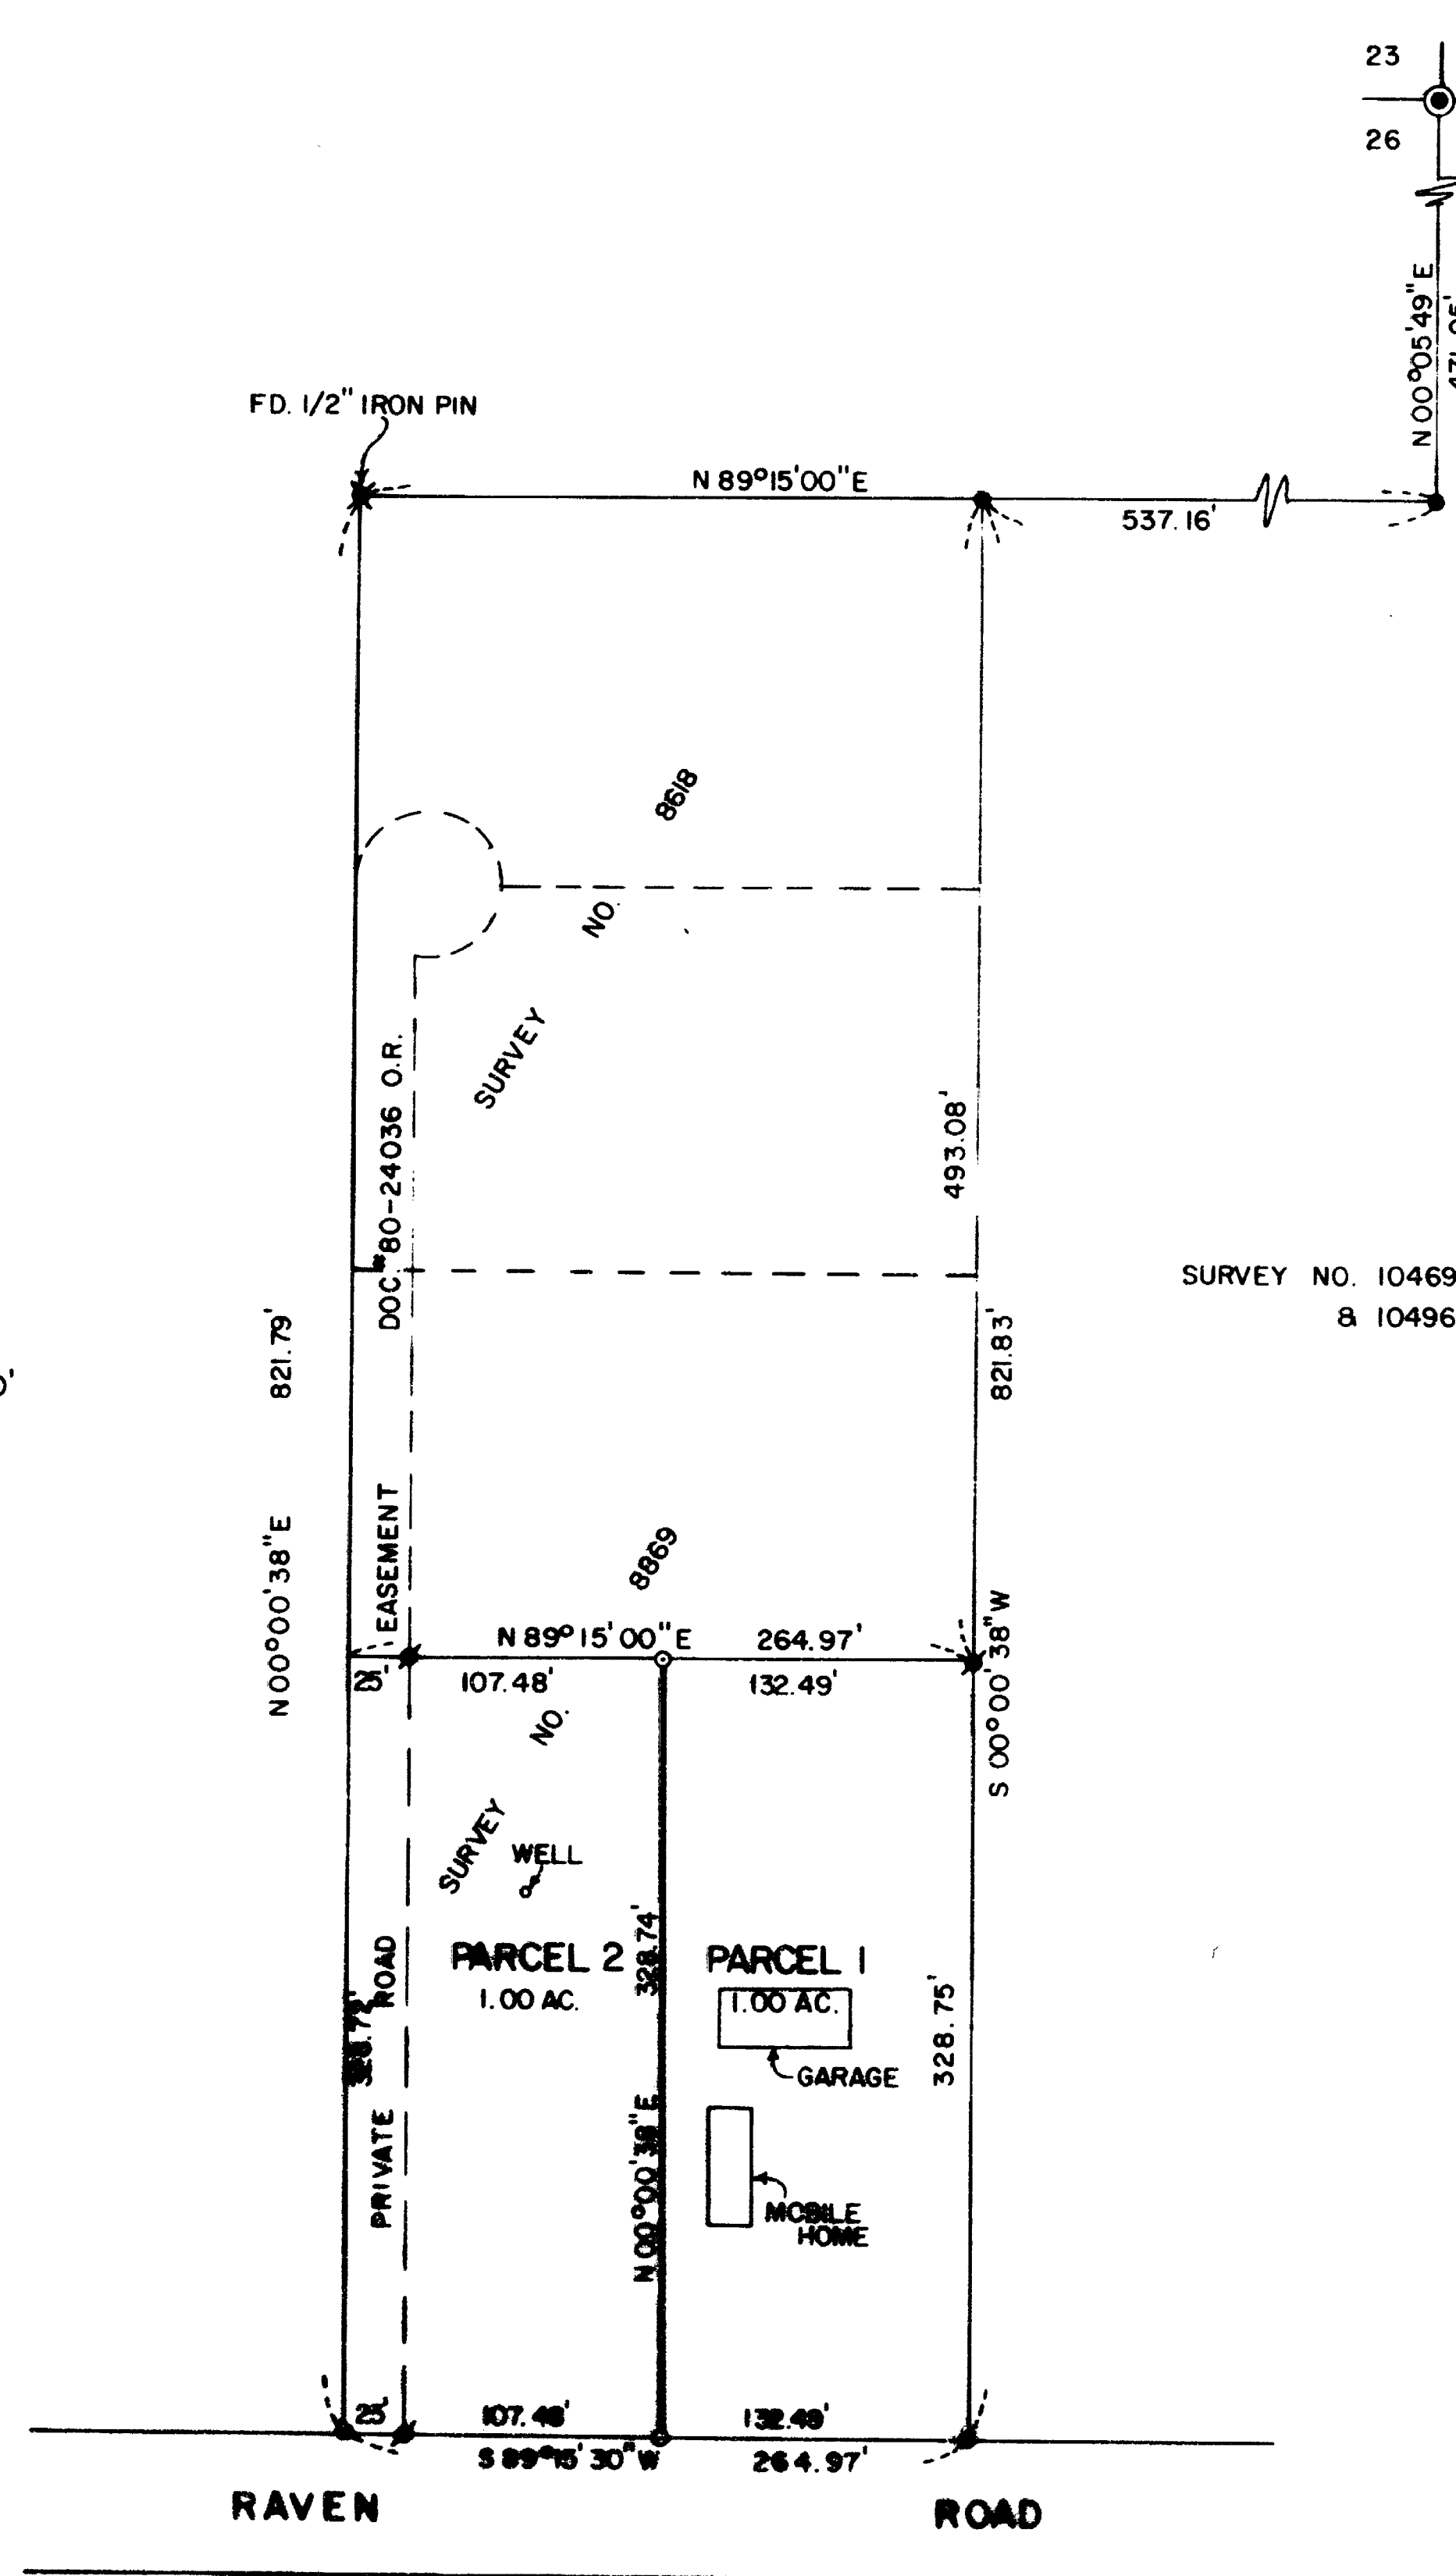 23
26
N 00°05'49"E
FD. 1/2" IRON PIN
N 89°15'00"E
537.16'
SURVEY NO. 8618
DOC.#80-24036 O.R.
493.08'
SURVEY NO. 10469
& 10496
821.79'
821.83'
N00°00'38"E
EASEMENT
S 00°00'38"W
SURVEY NO. 8869
N 89°15'00"E
264.97'
25'
107.48'
132.49'
WELL
PARCEL 2
1.00 AC.
328.74'
N00°00'38"E
PARCEL 1
1.00 AC.
GARAGE
328.75'
MOBILE
HOME
PRIVATE ROAD
25'
107.48'
132.49'
S 89°15'30"W
264.97'
RAVEN ROAD